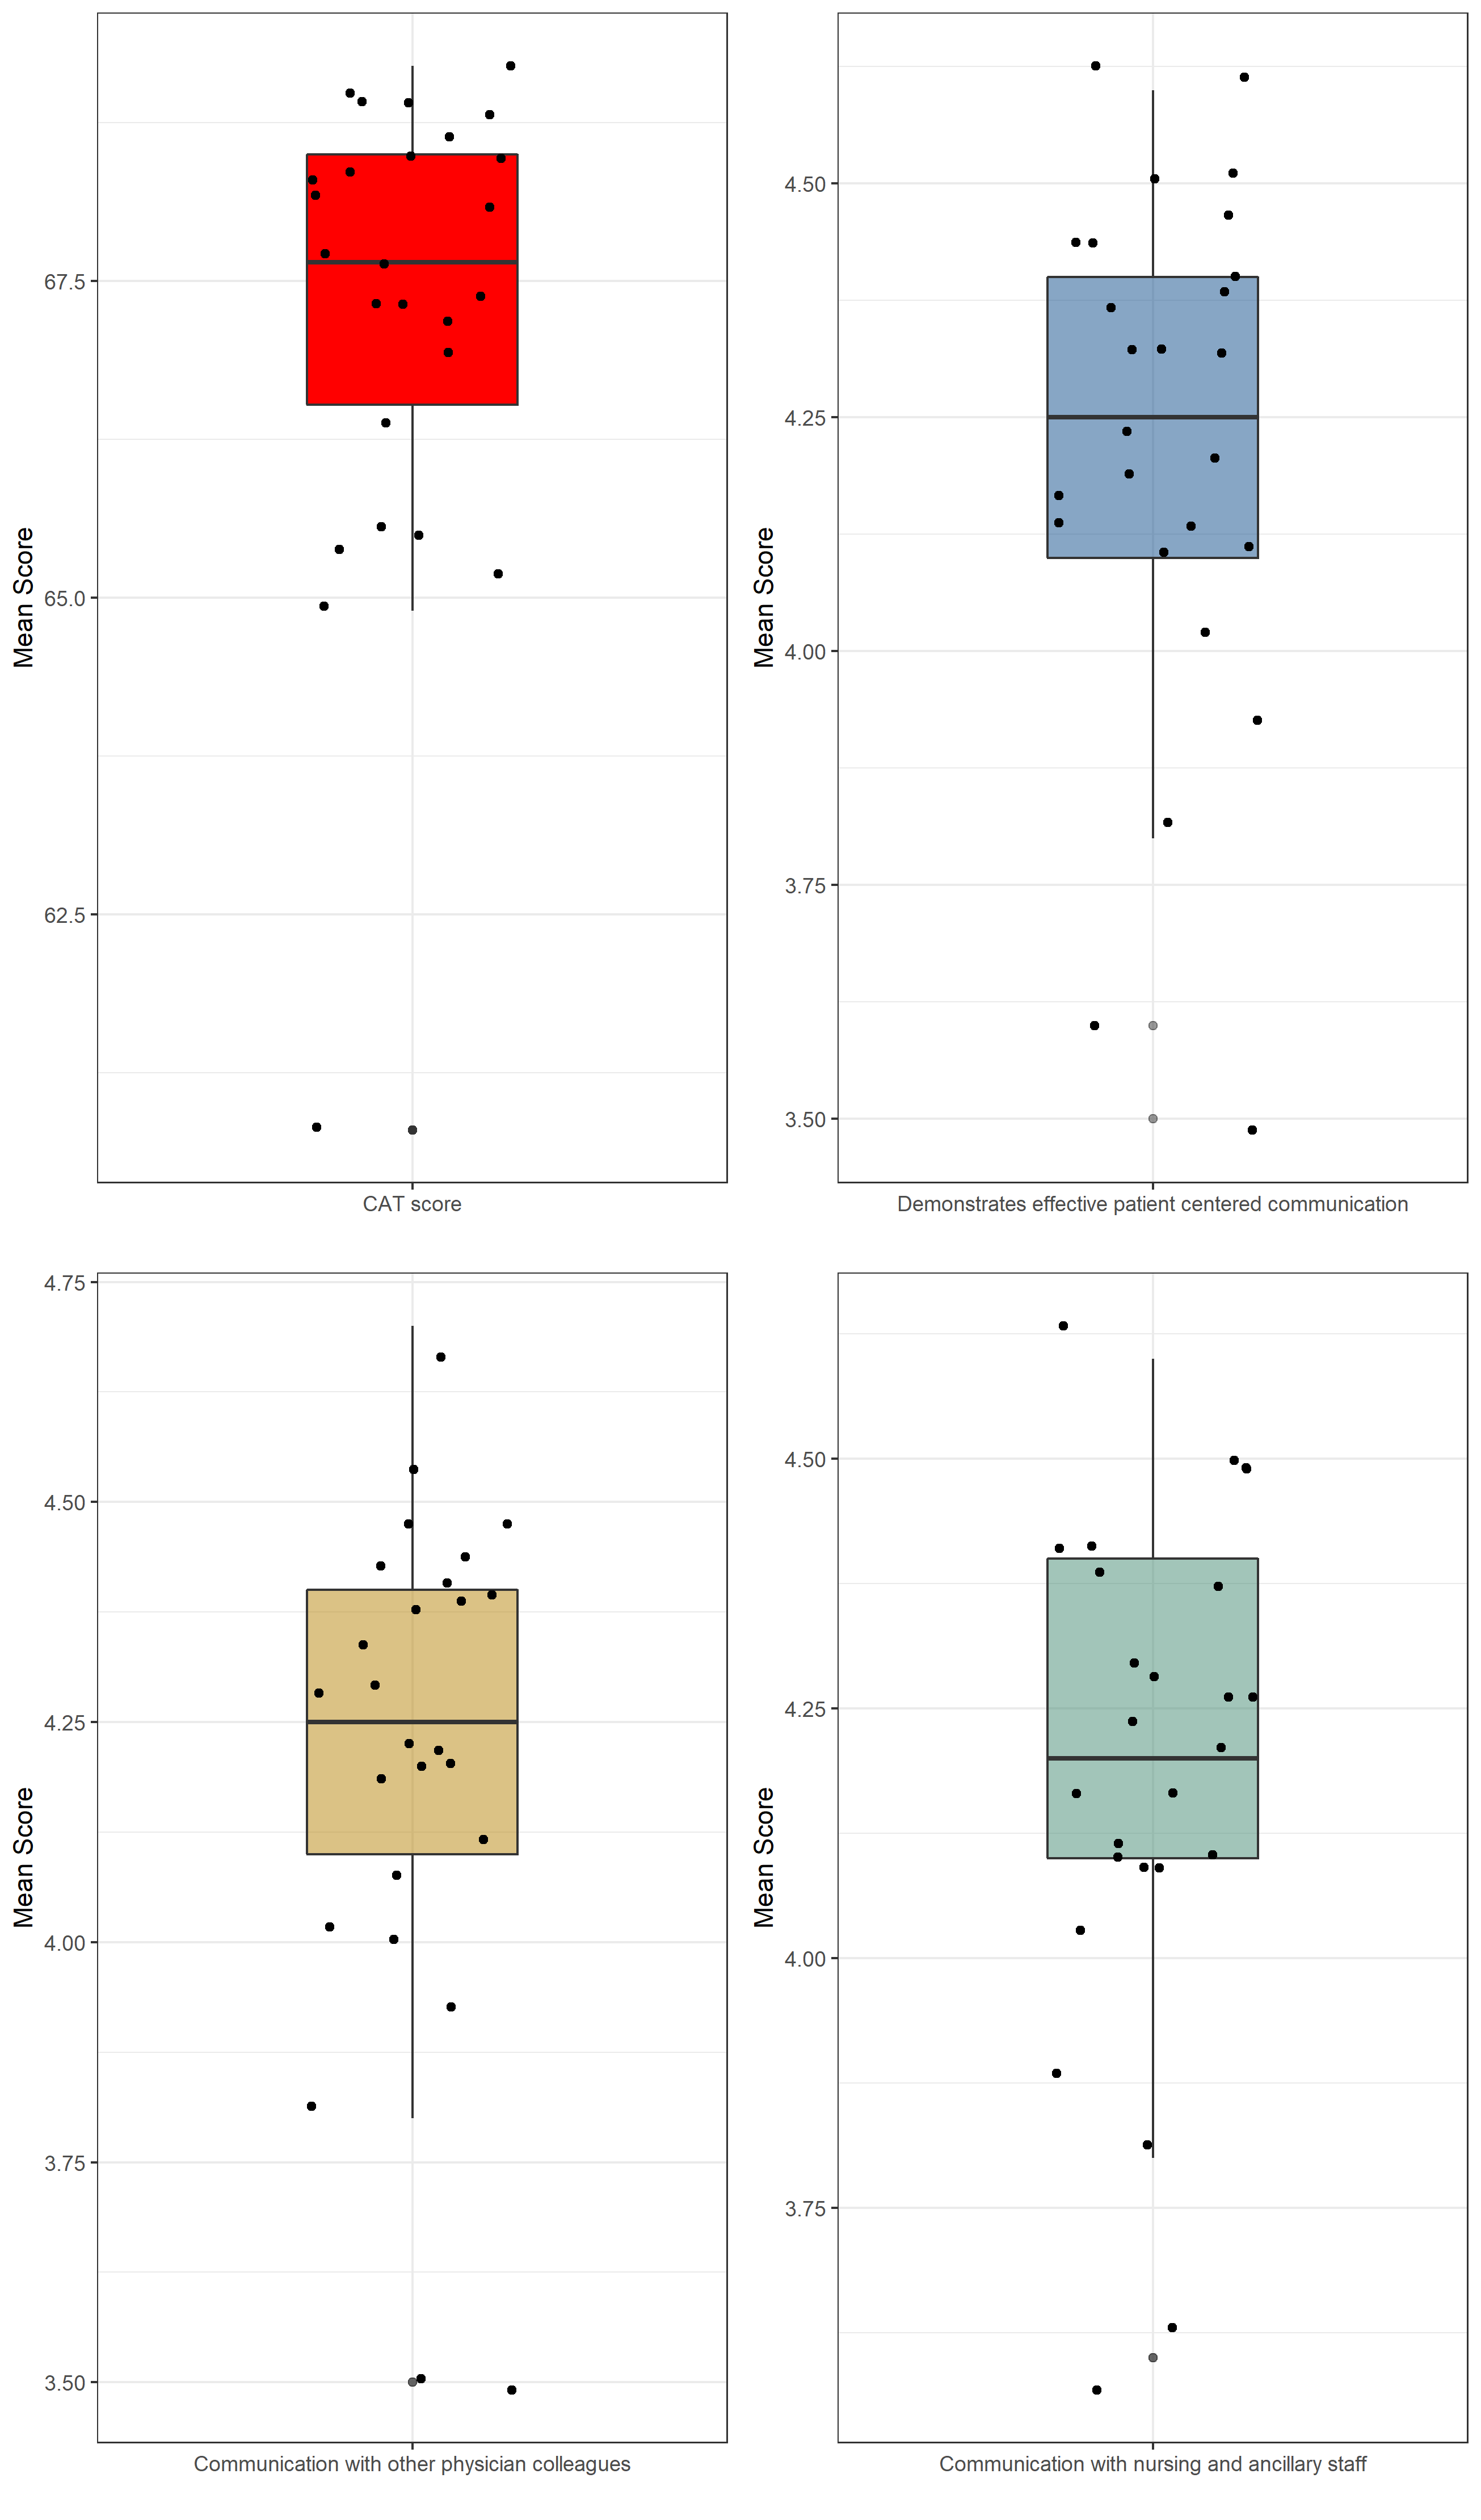 Mean Score
67.5
65.0
62.5
CAT score
Mean Score
4.50
4.25
4.00
3.75
3.50
Demonstrates effective patient centered communication
Mean Score
4.75
4.50
4.25
4.00
3.75
3.50
Communication with other physician colleagues
Mean Score
4.50
4.25
4.00
3.75
Communication with nursing and ancillary staff